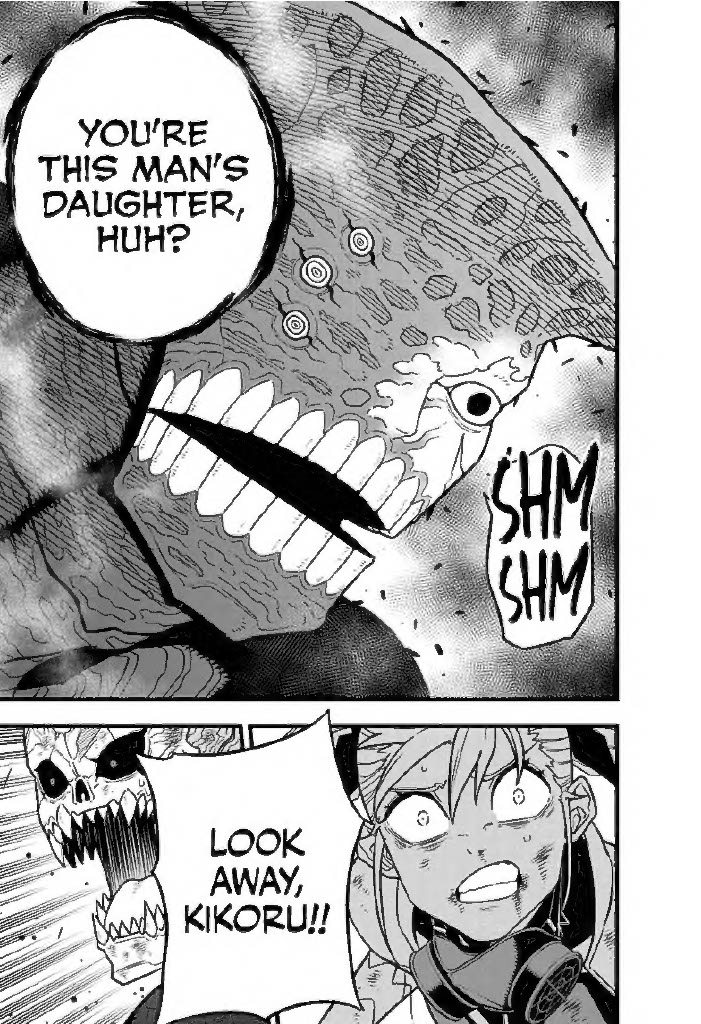 YOU'RE
THIS MAN'S
DAUGHTER,
HUH?
SHM
SHM
LOOK
AWAY,
KIKORU!!